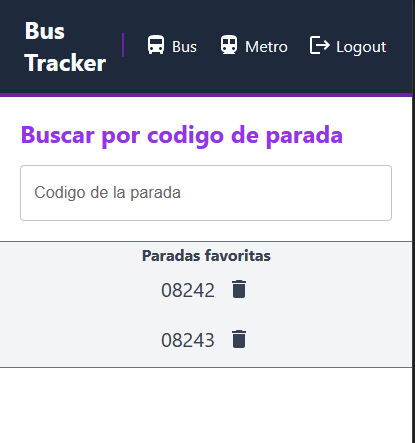 Bus
Tracker
Bus
Metro
Logout
Buscar por codigo de parada
Codigo de la parada
Paradas favoritas
08242
08243